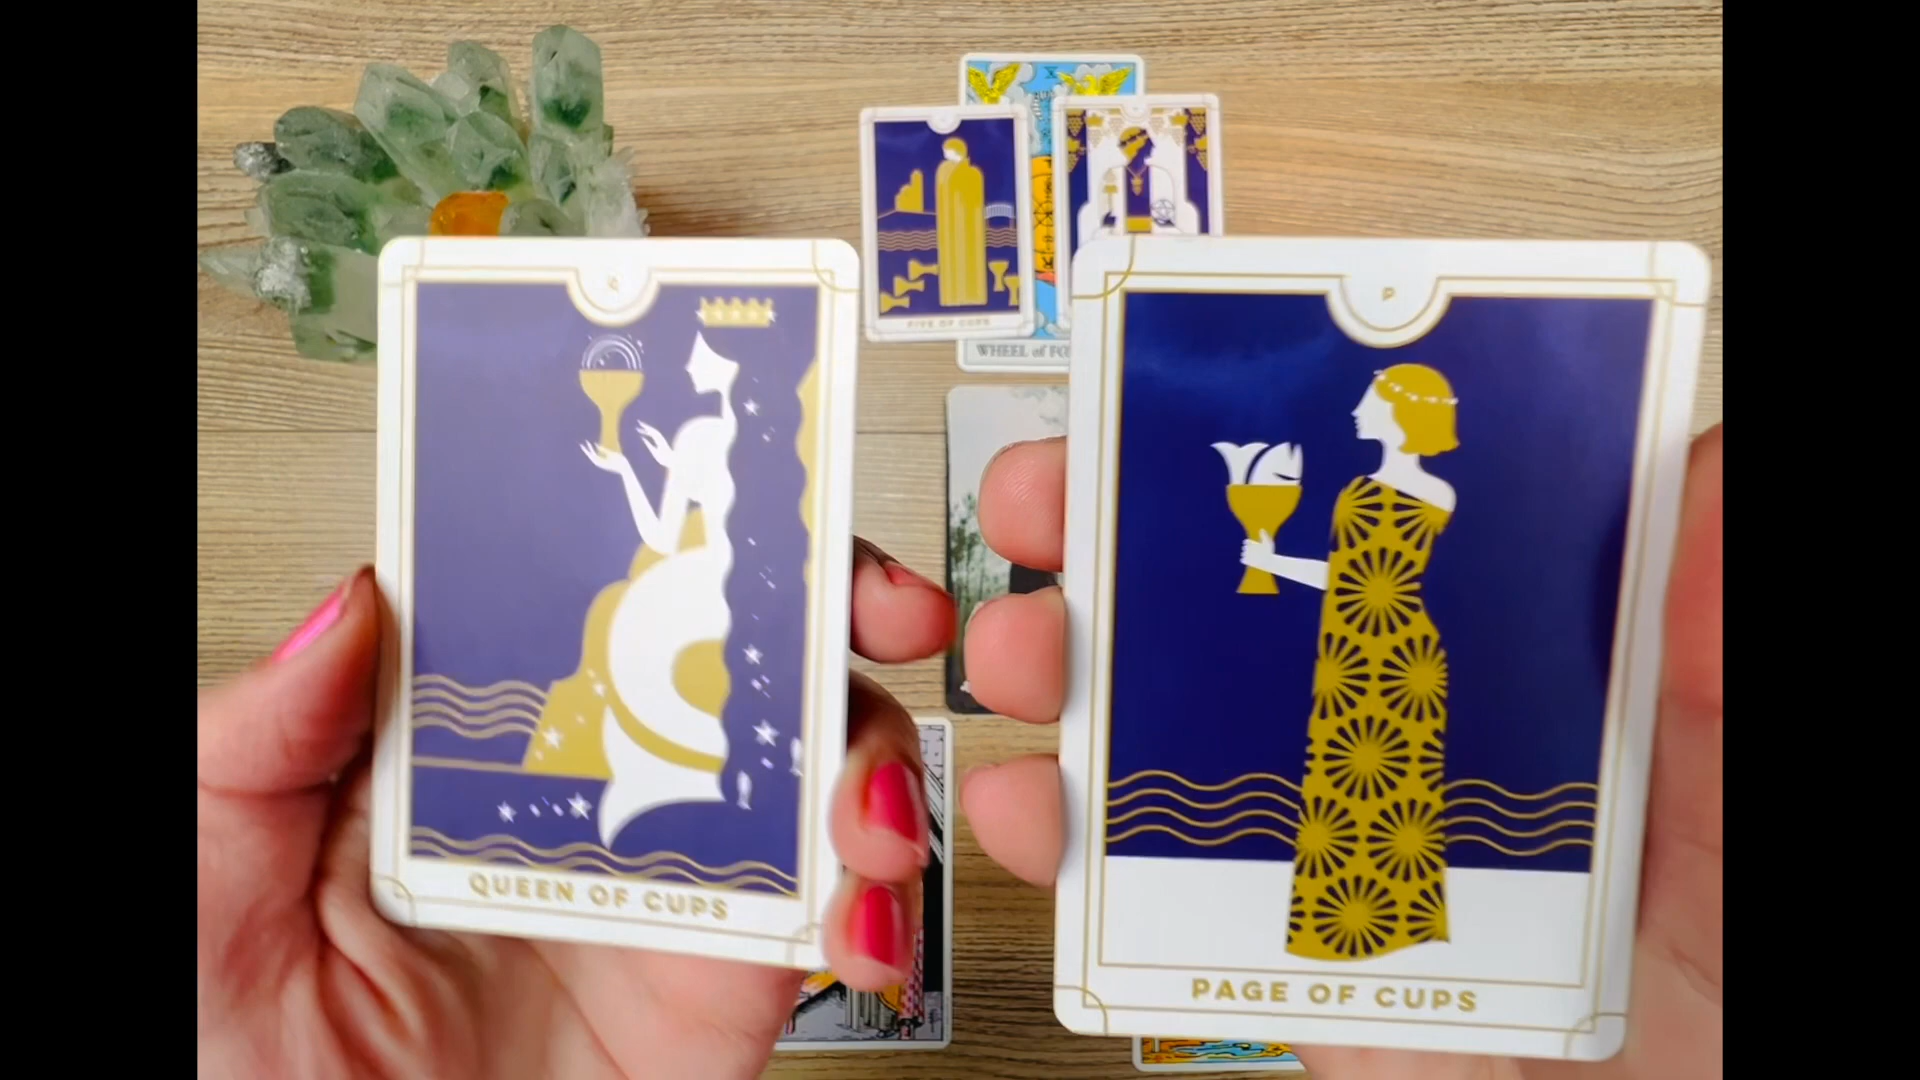 FIVE OF CUPS
WHEEL of FO
Q
QUEEN OF CUPS
P
PAGE OF CUPS